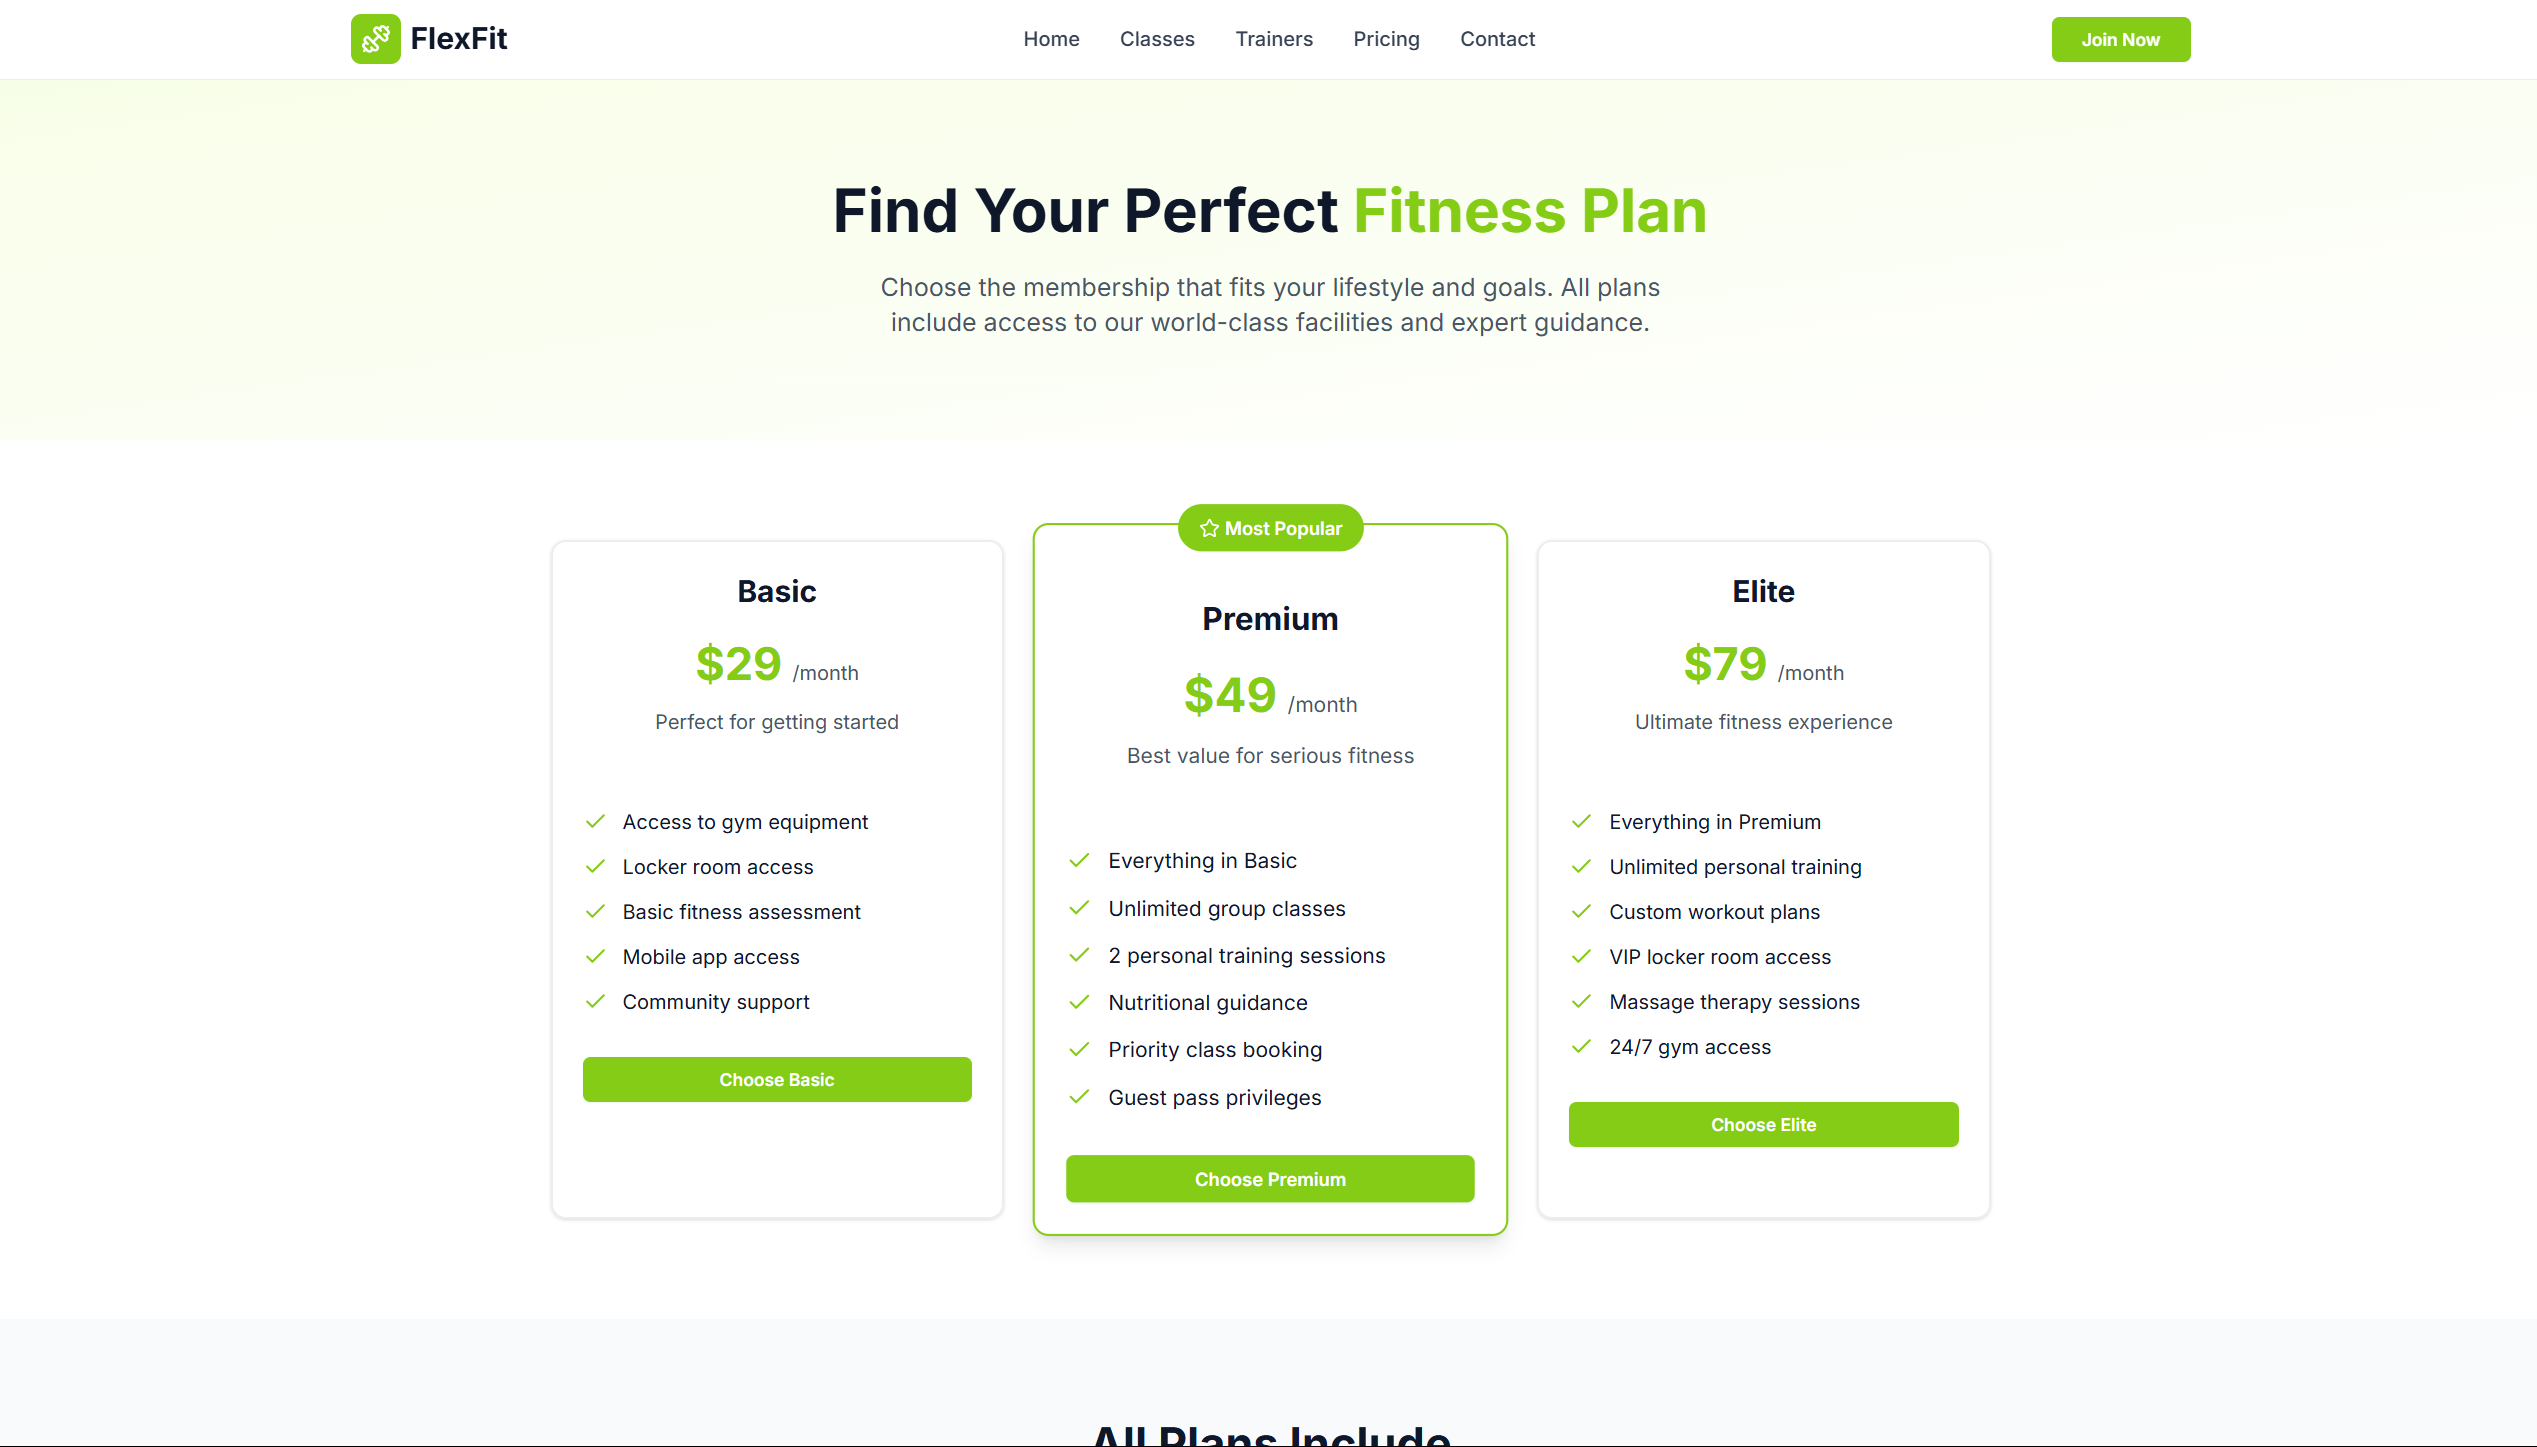 FlexFit
Home
Classes
Trainers
Pricing
Contact
Join Now
Find Your Perfect Fitness Plan
Choose the membership that fits your lifestyle and goals. All plans
include access to our world-class facilities and expert guidance.
Basic
$29 /month
Perfect for getting started
Access to gym equipment
Locker room access
Basic fitness assessment
Mobile app access
Community support
Choose Basic
Most Popular
Premium
$49 /month
Best value for serious fitness
Everything in Basic
Unlimited group classes
2 personal training sessions
Nutritional guidance
Priority class booking
Guest pass privileges
Choose Premium
Elite
$79 /month
Ultimate fitness experience
Everything in Premium
Unlimited personal training
Custom workout plans
VIP locker room access
Massage therapy sessions
24/7 gym access
Choose Elite
All Plans Include